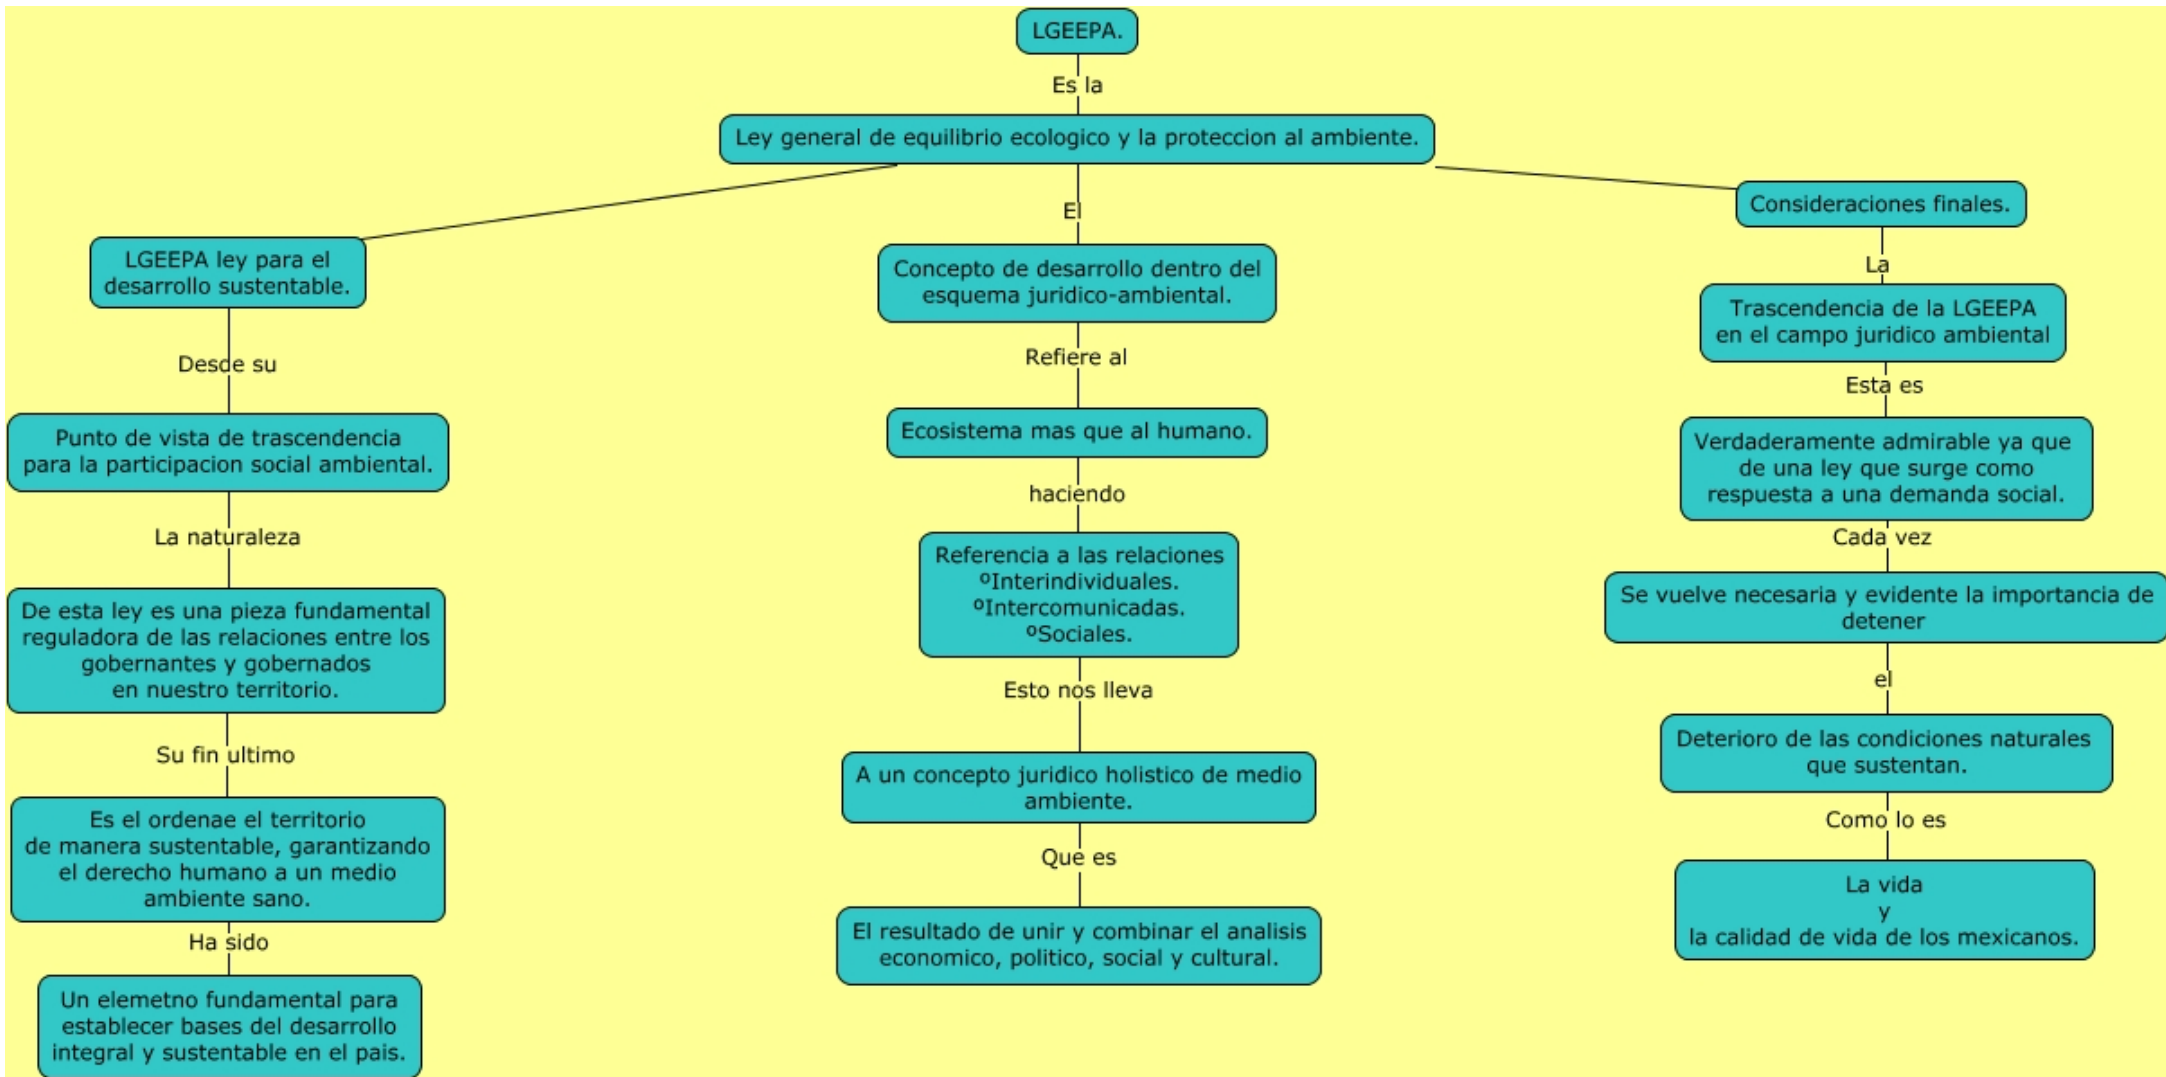 LGEEPA.
Es la
Ley general de equilibrio ecologico y la proteccion al ambiente.
LGEEPA ley para el
desarrollo sustentable.
Desde su
Punto de vista de trascendencia
para la participacion social ambiental.
La naturaleza
De esta ley es una pieza fundamental
reguladora de las relaciones entre los
gobernantes y gobernados
en nuestro territorio.
Su fin ultimo
Es el ordenae el territorio
de manera sustentable, garantizando
el derecho humano a un medio
ambiente sano.
Ha sido
Un elemetno fundamental para
establecer bases del desarrollo
integral y sustentable en el pais.
El
Concepto de desarrollo dentro del
esquema juridico-ambiental.
Refiere al
Ecosistema mas que al humano.
haciendo
Referencia a las relaciones
ºInterindividuales.
ºIntercomunicadas.
ºSociales.
Esto nos lleva
A un concepto juridico holistico de medio
ambiente.
Que es
El resultado de unir y combinar el analisis
economico, politico, social y cultural.
Consideraciones finales.
La
Trascendencia de la LGEEPA
en el campo juridico ambiental
Esta es
Verdaderamente admirable ya que
de una ley que surge como
respuesta a una demanda social.
Cada vez
Se vuelve necesaria y evidente la importancia de
detener
el
Deterioro de las condiciones naturales
que sustentan.
Como lo es
La vida
y
la calidad de vida de los mexicanos.